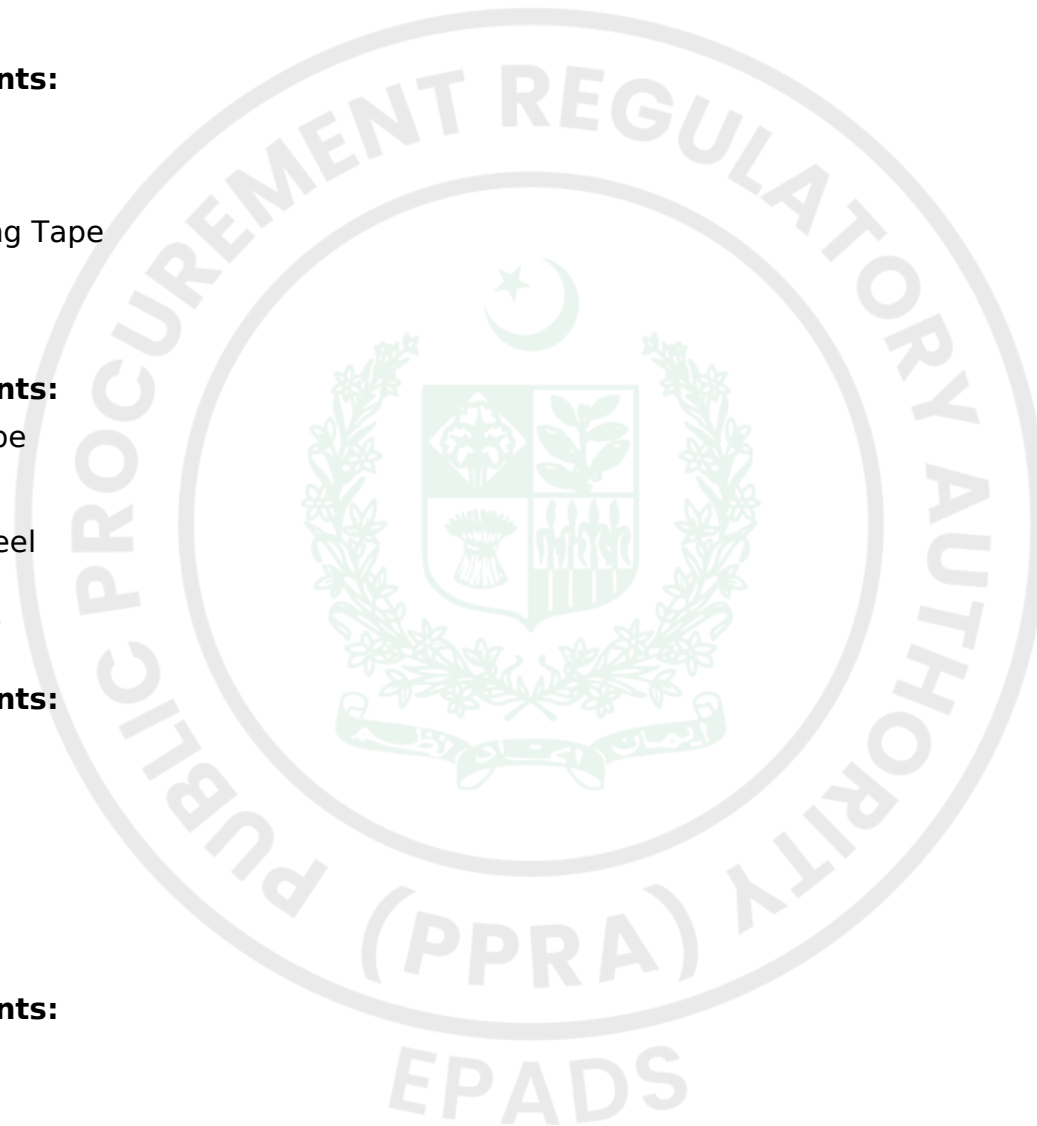 nts:
ng Tape
nts:
pe
eel
nts:
nts:
PUBLIC PROCUREMENT REGULATORY AUTHORITY
(PPRA)
EPADS